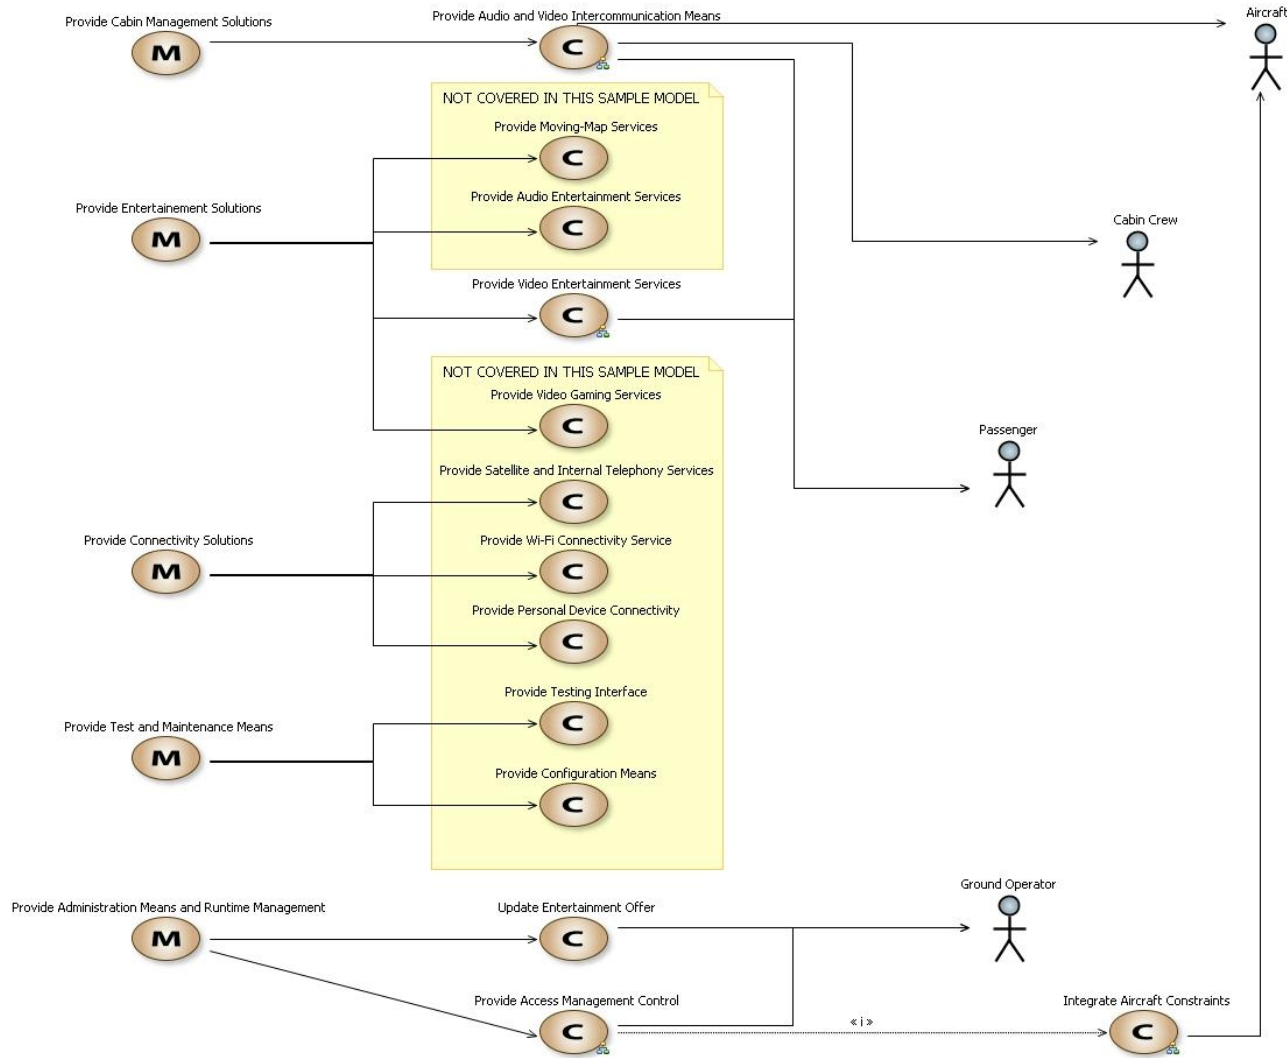 Provide Cabin Management Solutions
M
Provide Audio and Video Intercommunication Means
C
Aircraft
NOT COVERED IN THIS SAMPLE MODEL
Provide Moving-Map Services
C
Provide Audio Entertainment Services
C
Provide Entertainement Solutions
M
Cabin Crew
Provide Video Entertainment Services
C
NOT COVERED IN THIS SAMPLE MODEL
Provide Video Gaming Services
C
Passenger
Provide Satellite and Internal Telephony Services
C
Provide Connectivity Solutions
M
Provide Wi-Fi Connectivity Service
C
Provide Personal Device Connectivity
C
Provide Testing Interface
C
Provide Test and Maintenance Means
M
Provide Configuration Means
C
Ground Operator
Provide Administration Means and Runtime Management
M
Update Entertainment Offer
C
Provide Access Management Control
C
«i»
Integrate Aircraft Constraints
C